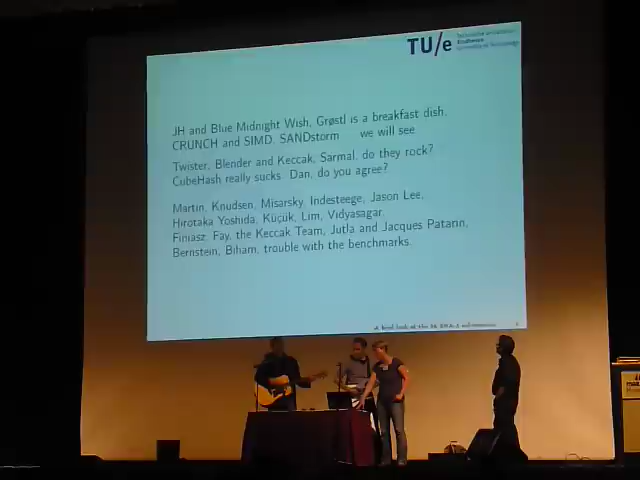 TU/e
JH and Blue Midnight Wish, Grøstl is a breakfast dish,
CRUNCH and SIMD, SANDstorm we will see
Twister, Blender and Keccak, Sarmal, do they rock?
CubeHash really sucks. Dan, do you agree?
Martin, Knudsen, Misarsky, Indesteege, Jason Lee,
Hirotaka Yoshida, Küçük, Lim, Vidyasagar
Finiasz, Fay, the Keccak Team, Jutla and Jacques Patarin,
Bernstein, Biham, trouble with the benchmarks.